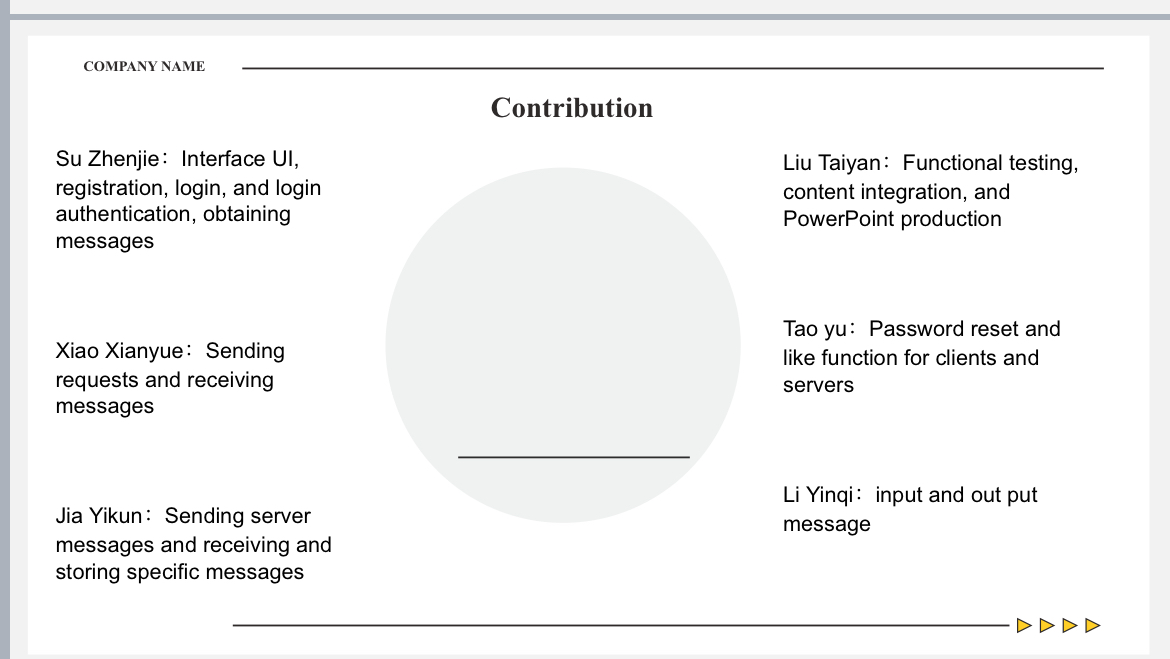 COMPANY NAME
Contribution
Su Zhenjie：Interface UI,
registration, login, and login
authentication, obtaining
messages
Xiao Xianyue：Sending
requests and receiving
messages
Jia Yikun：Sending server
messages and receiving and
storing specific messages
Liu Taiyan：Functional testing,
content integration, and
PowerPoint production
Tao yu：Password reset and
like function for clients and
servers
Li Yinqi：input and out put
message